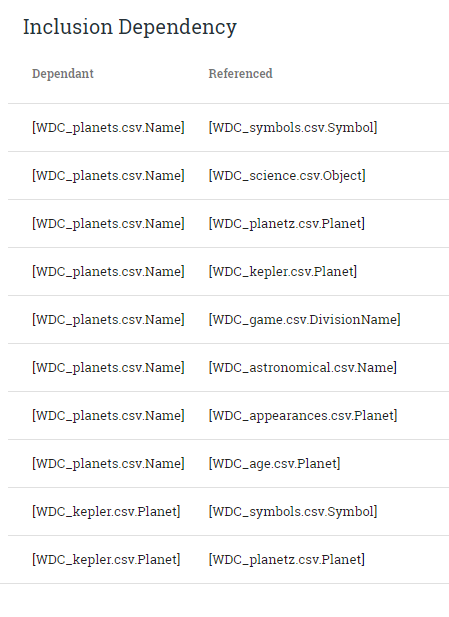 Inclusion Dependency
Dependant Referenced
[WDC_planets.csv.Name] [WDC_symbols.csv.Symbol]
[WDC_planets.csv.Name] [WDC_science.csv.Object]
[WDC_planets.csv.Name] [WDC_planetz.csv.Planet]
[WDC_planets.csv.Name] [WDC_kepler.csv.Planet]
[WDC_planets.csv.Name] [WDC_game.csv.DivisionName]
[WDC_planets.csv.Name] [WDC_astronomical.csv.Name]
[WDC_planets.csv.Name] [WDC_appearances.csv.Planet]
[WDC_planets.csv.Name] [WDC_age.csv.Planet]
[WDC_kepler.csv.Planet] [WDC_symbols.csv.Symbol]
[WDC_kepler.csv.Planet] [WDC_planetz.csv.Planet]